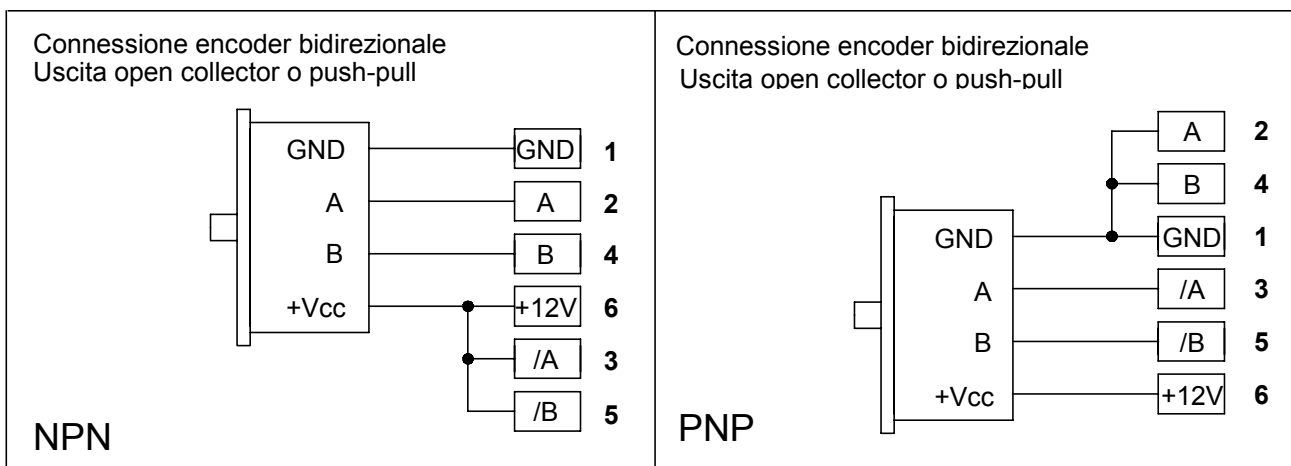 Connessione encoder bidirezionale
Uscita open collector o push-pull
GND GND 1
A A 2
B B 4
+Vcc +12V 6
/A 3
/B 5
NPN
Connessione encoder bidirezionale
Uscita open collector o push-pull
A 2
B 4
GND GND 1
A /A 3
B /B 5
+Vcc +12V 6
PNP